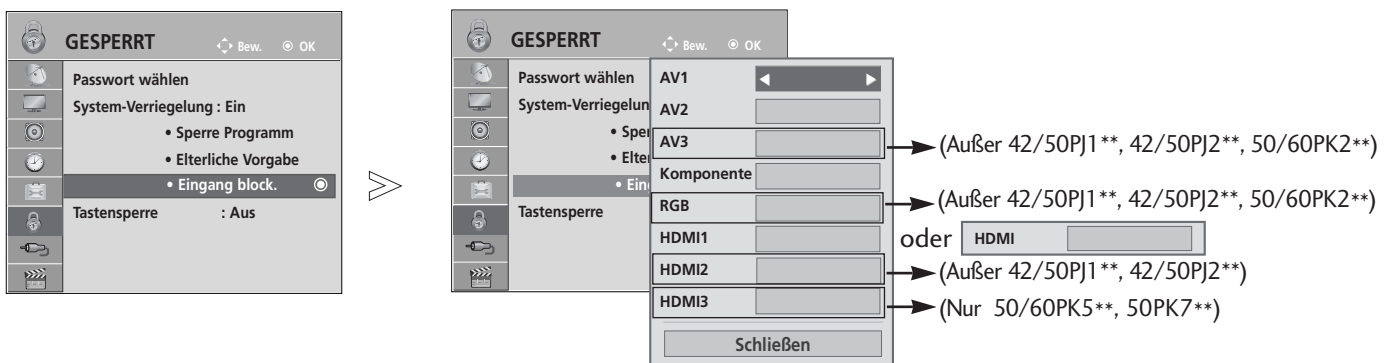 GESPERRT
Bew. OK
Passwort wählen
System-Verriegelung : Ein
• Sperre Programm
• Elterliche Vorgabe
• Eingang block.
Tastensperre : Aus
GESPERRT
Bew. OK
Passwort wählen
System-Verriegelun
• Sper
• Elter
• Ein
Tastensperre
AV1
AV2
AV3
(Außer 42/50PJ1**, 42/50PJ2**, 50/60PK2**)
Komponente
RGB
(Außer 42/50PJ1**, 42/50PJ2**, 50/60PK2**)
HDMI1
oder HDMI
HDMI2
(Außer 42/50PJ1**, 42/50PJ2**)
HDMI3
(Nur 50/60PK5**, 50PK7**)
Schließen